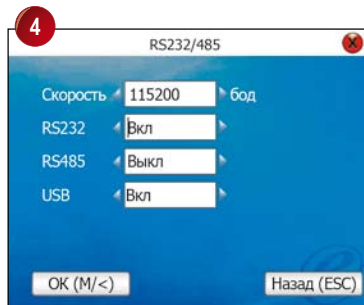 4
RS232/485
Скорость 115200 бод
RS232 Вкл
RS485 Выкл
USB Вкл
OK (M/<) Назад (ESC)